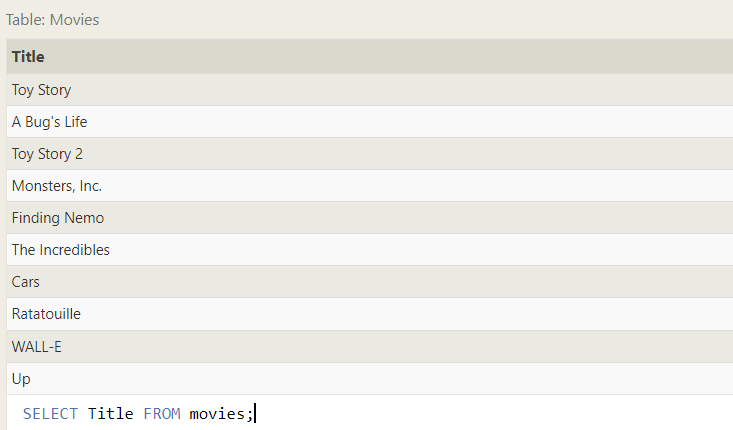 Table: Movies
Title
Toy Story
A Bug's Life
Toy Story 2
Monsters, Inc.
Finding Nemo
The Incredibles
Cars
Ratatouille
WALL-E
Up
SELECT Title FROM movies;